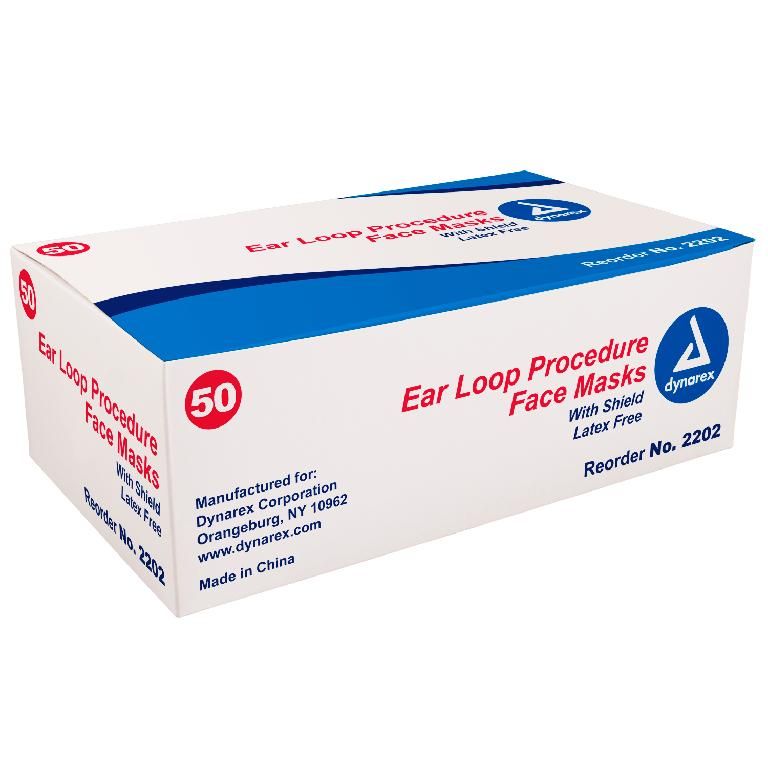 50
Ear Loop Procedure
Face Masks
With Shield
Latex Free
dynarex
Reorder No. 2202
50
Ear Loop Procedure
Face Masks
With Shield
Latex Free
Reorder No. 2202
50
Ear Loop Procedure
Face Masks
With Shield
Latex Free
dynarex
Reorder No. 2202
Manufactured for:
Dynarex Corporation
Orangeburg, NY 10962
www.dynarex.com
Made in China